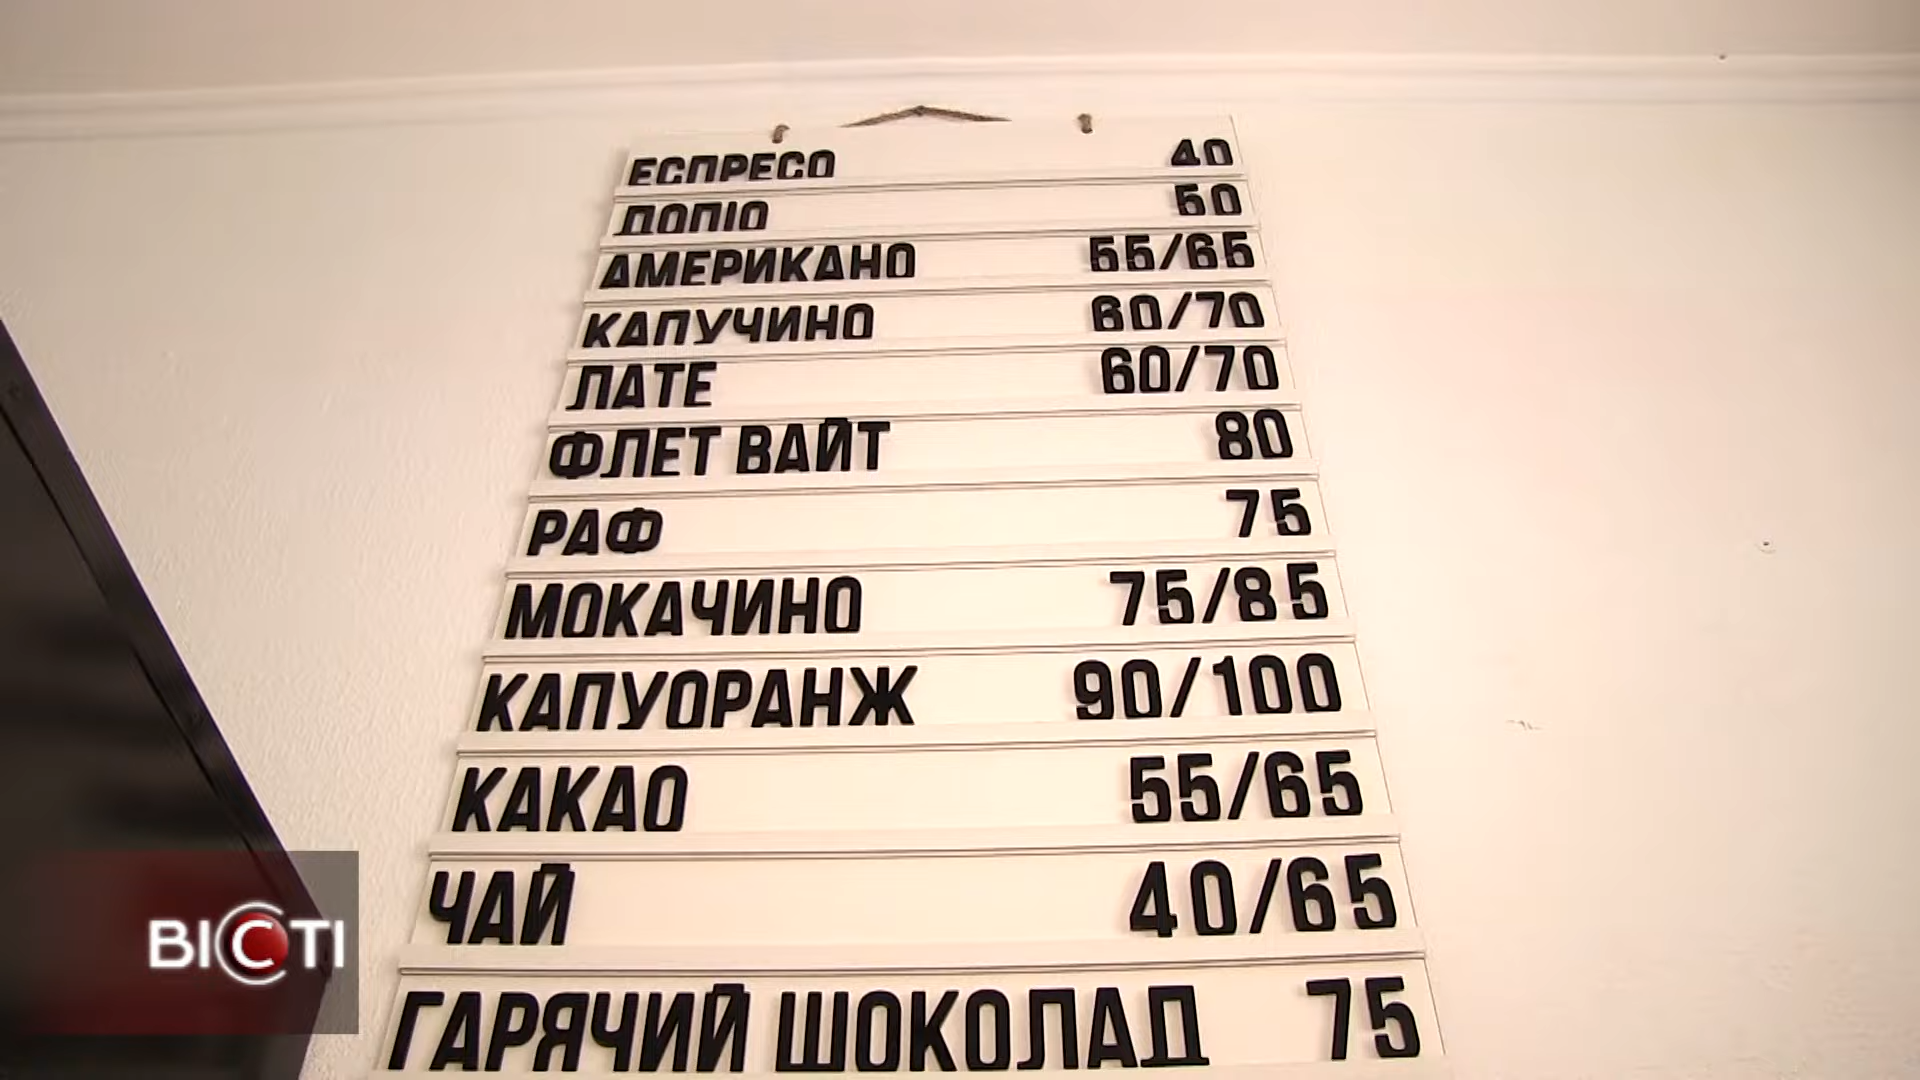 ЕСПРЕСО 40
ДОПІО 50
АМЕРИКАНО 55/65
КАПУЧИНО 60/70
ЛАТЕ 60/70
ФЛЕТ ВАЙТ 80
РАФ 75
МОКАЧИНО 75/85
КАПУОРАНЖ 90/100
КАКАО 55/65
ЧАЙ 40/65
ГАРЯЧИЙ ШОКОЛАД 75
ВІСТІ